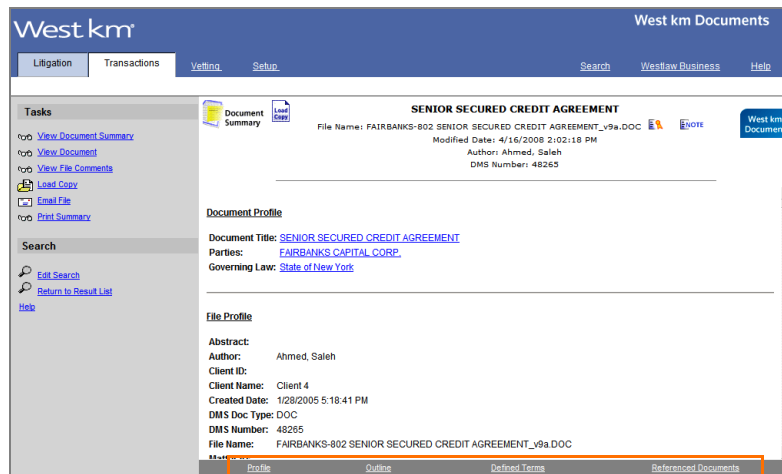 West km
West km Documents
Litigation Transactions Vetting Setup Search Westlaw Business Help
Tasks
View Document Summary
View Document
View File Comments
Load Copy
Email File
Print Summary
Search
Edit Search
Return to Result List
Help
Document Summary
Load Copy
SENIOR SECURED CREDIT AGREEMENT
File Name: FAIRBANKS-802 SENIOR SECURED CREDIT AGREEMENT_v9a.DOC
NOTE
Modified Date: 4/16/2008 2:02:18 PM
Author: Ahmed, Saleh
DMS Number: 48265
West km
Documen
Document Profile
Document Title: SENIOR SECURED CREDIT AGREEMENT
Parties: FAIRBANKS CAPITAL CORP.
Governing Law: State of New York
File Profile
Abstract:
Author: Ahmed, Saleh
Client ID:
Client Name: Client 4
Created Date: 1/28/2005 5:18:41 PM
DMS Doc Type: DOC
DMS Number: 48265
File Name: FAIRBANKS-802 SENIOR SECURED CREDIT AGREEMENT_v9a.DOC
Profile Outline Defined Terms Referenced Documents